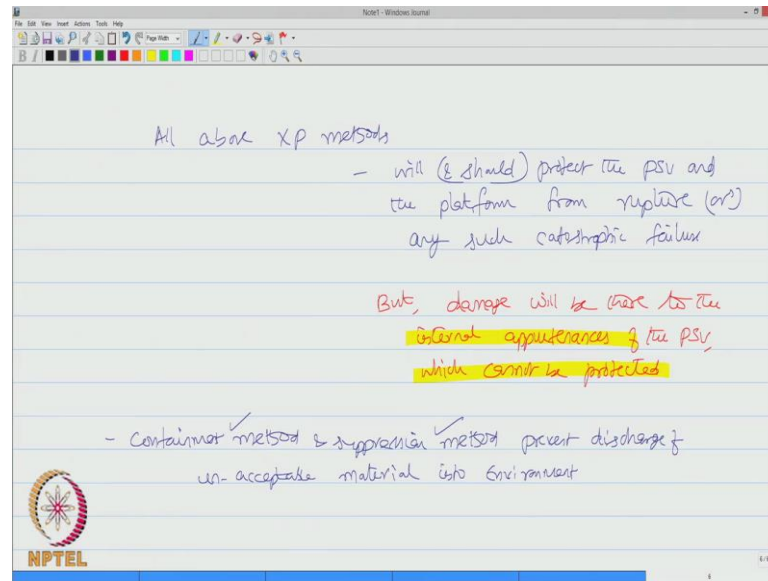 Note1 - Windows Journal
File Edit View Insert Actions Tools Help
Page Width
B I
All above XP methods
- will (& should) protect the PSV and
the platform from rupture (or)
any such catastrophic failure
But, damage will be there to the
internal appurtenances of the PSV,
which cannot be protected
- Containment method & suppression method prevent discharge of
un-acceptable material into Environment
NPTEL
6